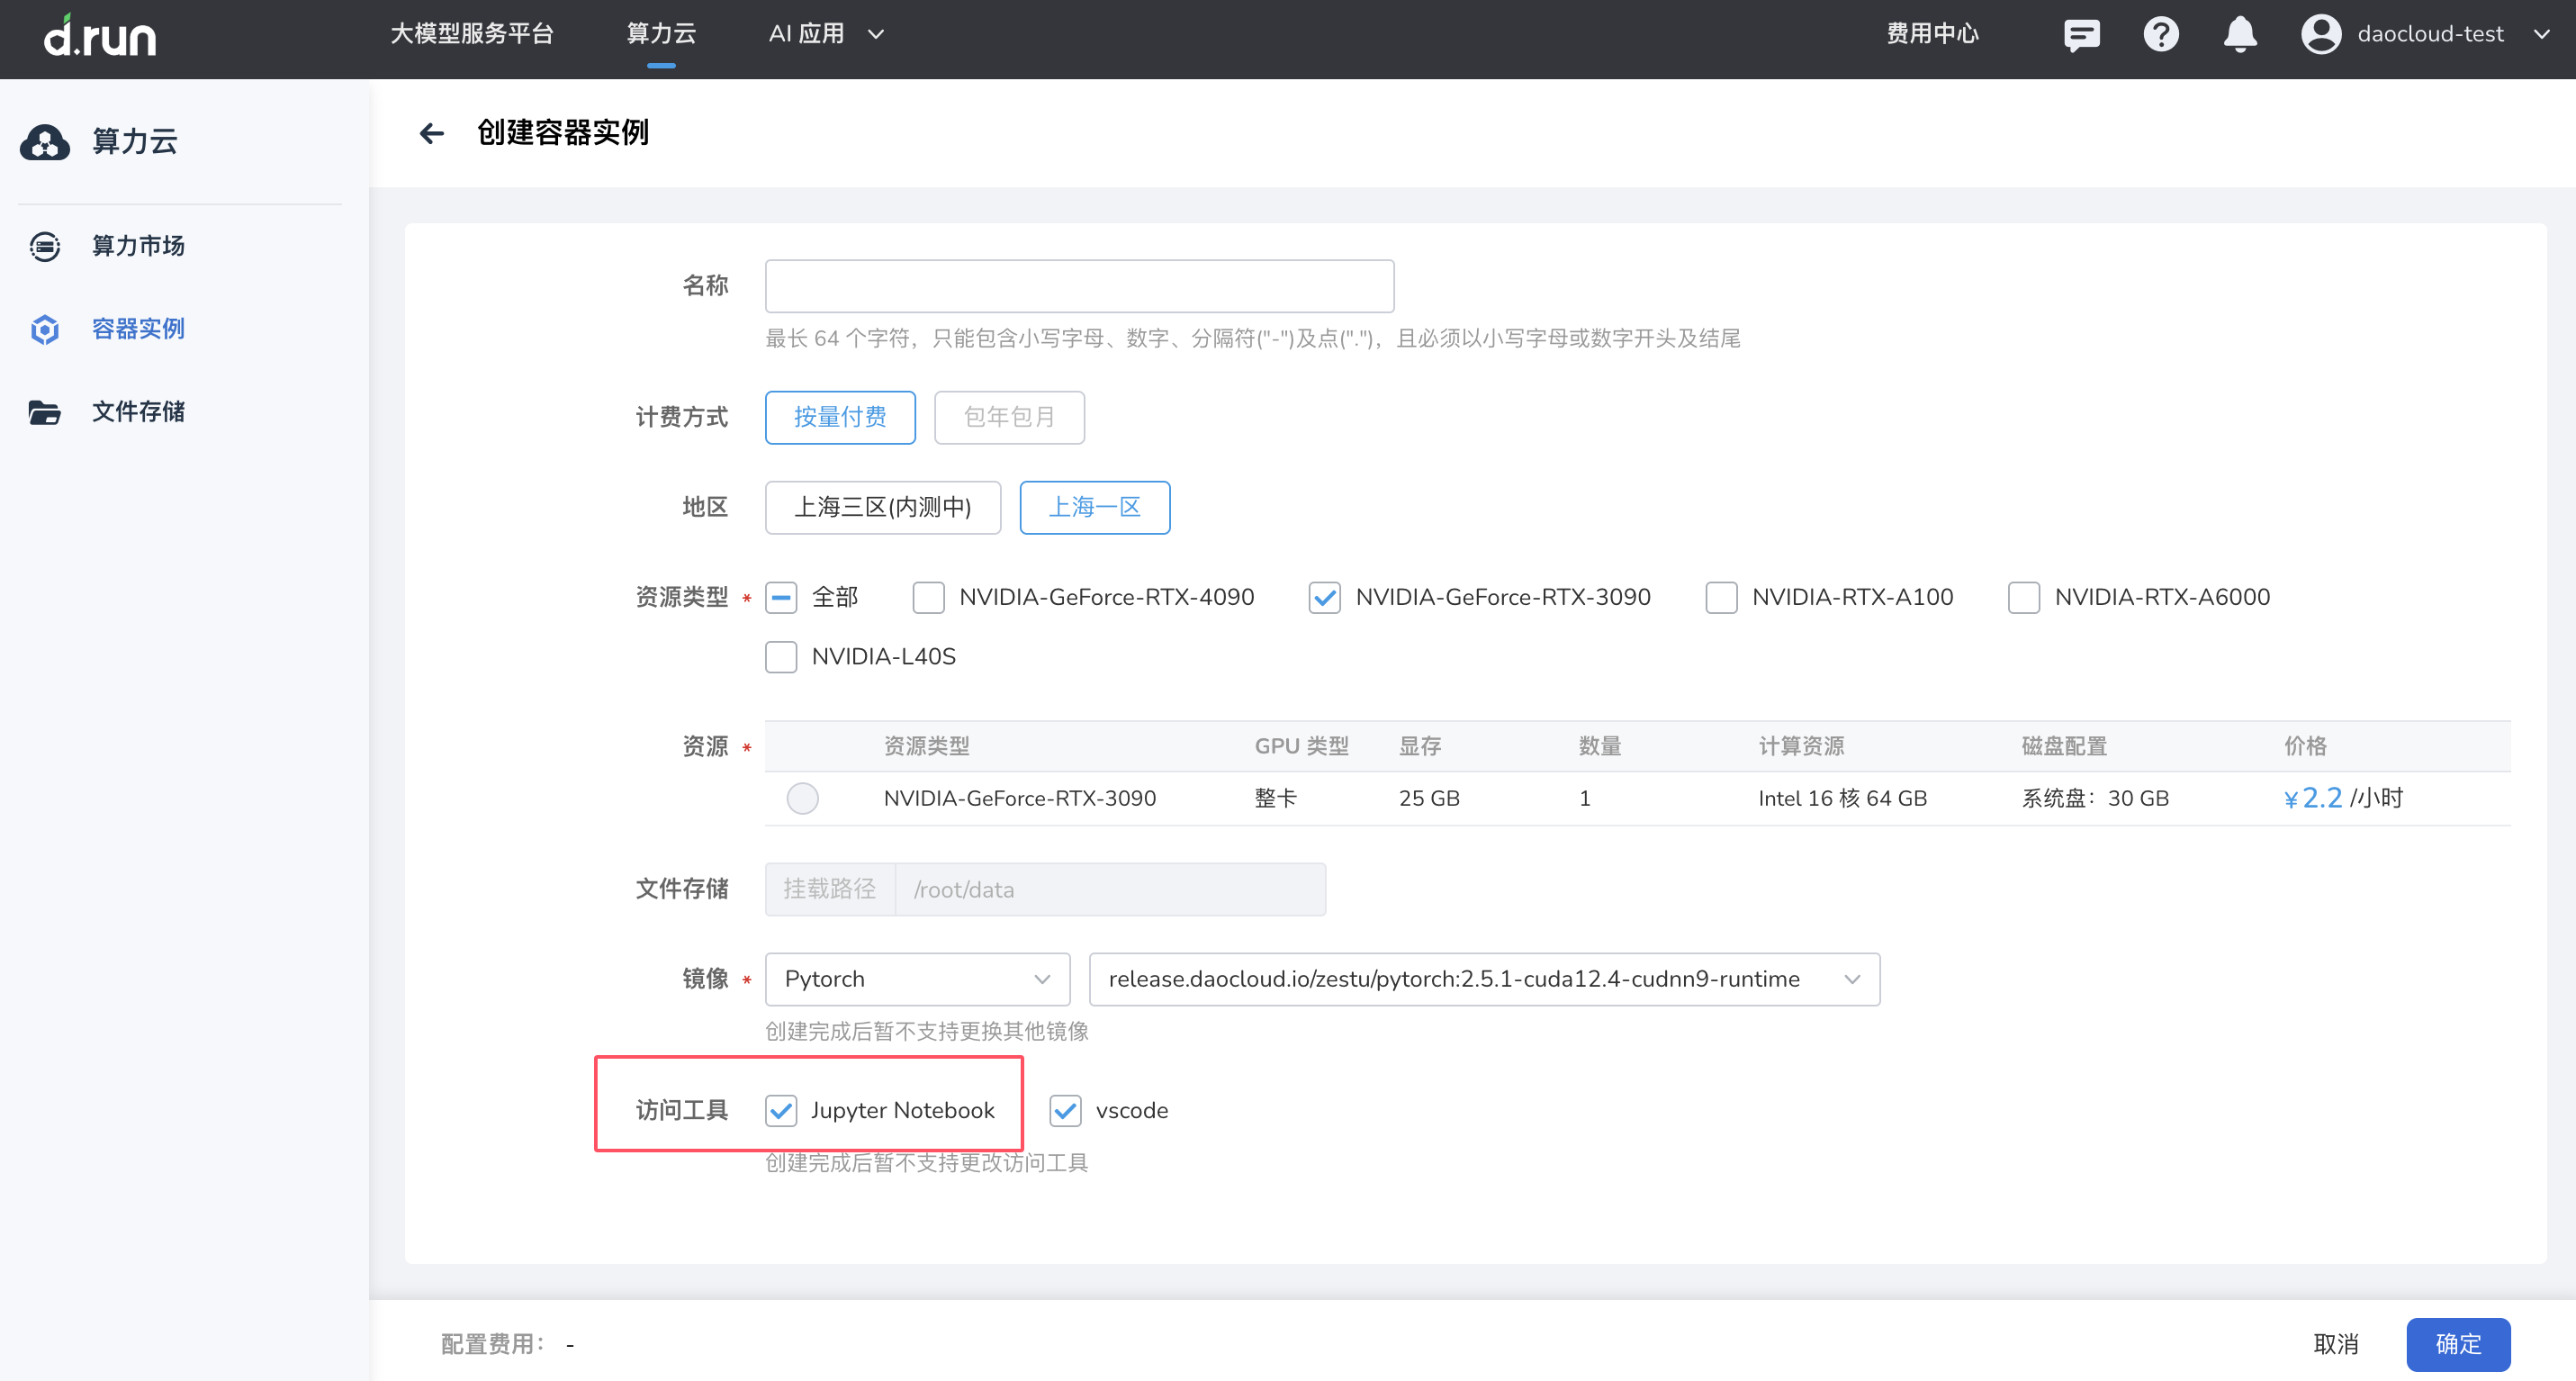 d.run
大模型服务平台
算力云
AI 应用
费用中心
daocloud-test
算力云
算力市场
容器实例
文件存储
创建容器实例
名称
最长 64 个字符，只能包含小写字母、数字、分隔符("-")及点(".")，且必须以小写字母或数字开头及结尾
计费方式 按量付费 包年包月
地区 上海三区(内测中) 上海一区
资源类型 * 全部 NVIDIA-GeForce-RTX-4090 NVIDIA-GeForce-RTX-3090 NVIDIA-RTX-A100 NVIDIA-RTX-A6000
NVIDIA-L40S
资源 * 资源类型 GPU 类型 显存 数量 计算资源 磁盘配置 价格
NVIDIA-GeForce-RTX-3090 整卡 25 GB 1 Intel 16 核 64 GB 系统盘：30 GB ¥2.2 /小时
文件存储 挂载路径 /root/data
镜像 * Pytorch release.daocloud.io/zestu/pytorch:2.5.1-cuda12.4-cudnn9-runtime
创建完成后暂不支持更换其他镜像
访问工具 Jupyter Notebook vscode
创建完成后暂不支持更改访问工具
配置费用： -
取消 确定